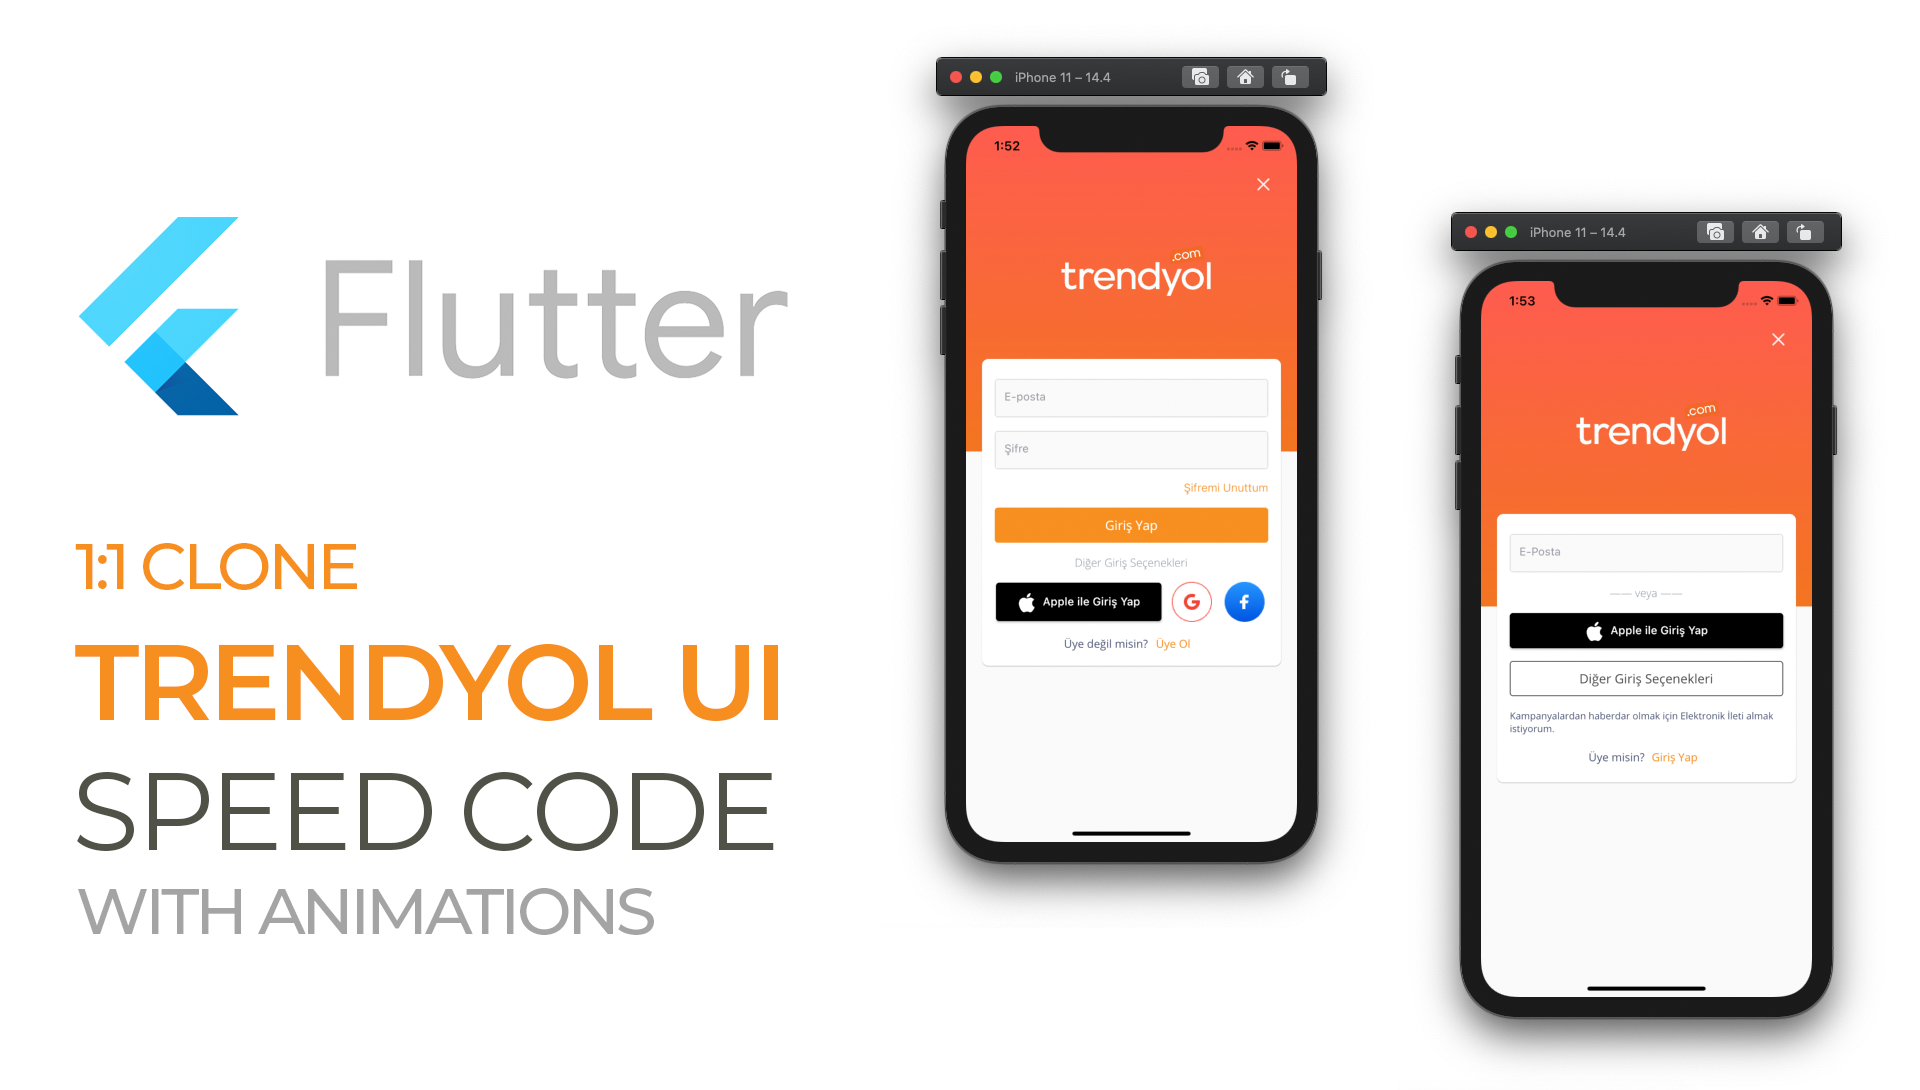 Flutter
1:1 CLONE
TRENDYOL UI
SPEED CODE
WITH ANIMATIONS
iPhone 11 – 14.4
1:52
.com
trendyol
E-posta
Şifre
Şifremi Unuttum
Giriş Yap
Diğer Giriş Seçenekleri
Apple ile Giriş Yap
G
f
Üye değil misin? Üye Ol
iPhone 11 – 14.4
1:53
.com
trendyol
E-Posta
—— veya ——
Apple ile Giriş Yap
Diğer Giriş Seçenekleri
Kampanyalardan haberdar olmak için Elektronik İleti almak
istiyorum.
Üye misin? Giriş Yap